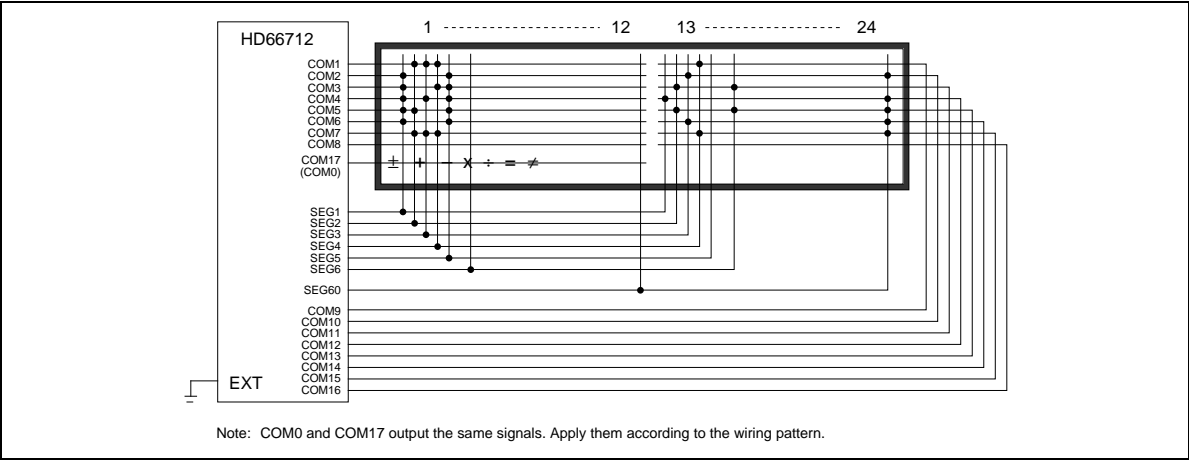 1 12 13 24
HD66712
COM1
COM2
COM3
COM4
COM5
COM6
COM7
COM8
COM17
(COM0)
± + − x ÷ = ≠
SEG1
SEG2
SEG3
SEG4
SEG5
SEG6
SEG60
COM9
COM10
COM11
COM12
COM13
COM14
COM15
COM16
EXT
Note: COM0 and COM17 output the same signals. Apply them according to the wiring pattern.